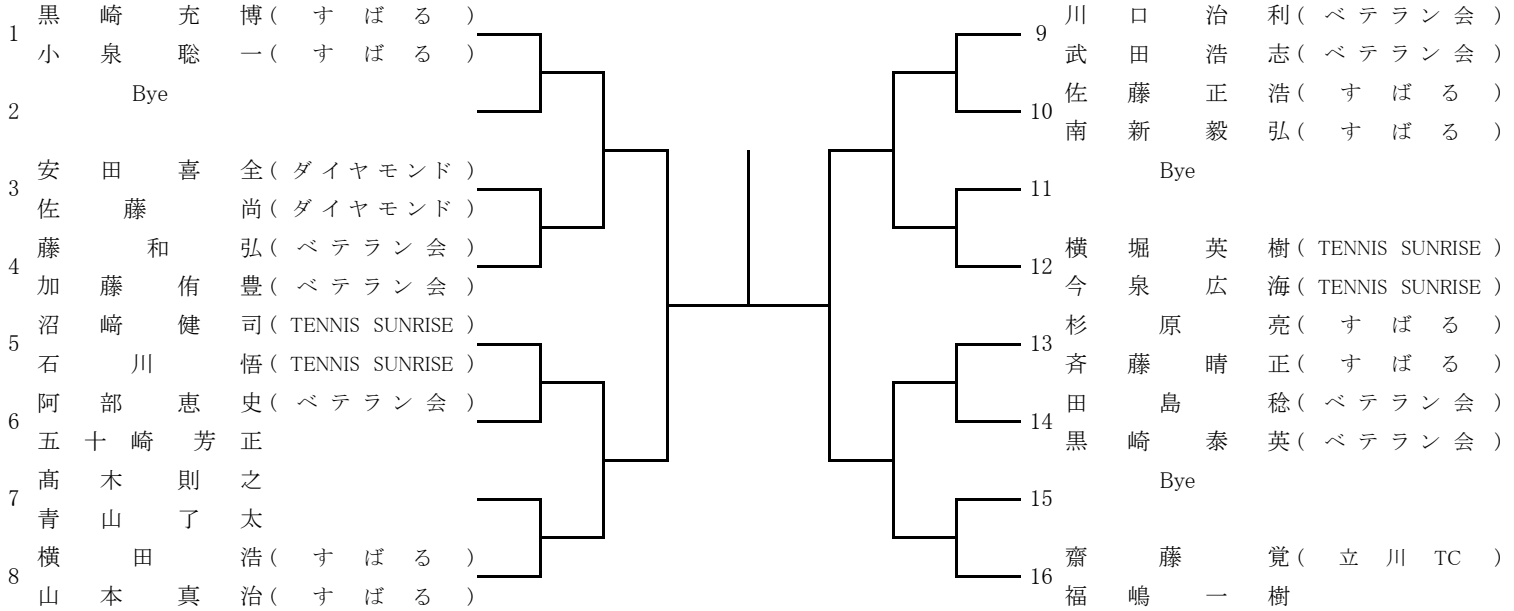 1
黒崎充博(すばる)
小泉聡一(すばる)
2
Bye
3
安田喜全(ダイヤモンド)
佐藤尚(ダイヤモンド)
4
藤和弘(ベテラン会)
加藤侑豊(ベテラン会)
5
沼﨑健司(TENNIS SUNRISE)
石川悟(TENNIS SUNRISE)
6
阿部恵史(ベテラン会)
五十崎芳正
7
髙木則之
青山了太
8
横田浩(すばる)
山本真治(すばる)
9
川口治利(ベテラン会)
武田浩志(ベテラン会)
10
佐藤正浩(すばる)
南新毅弘(すばる)
11
Bye
12
横堀英樹(TENNIS SUNRISE)
今泉広海(TENNIS SUNRISE)
13
杉原亮(すばる)
斉藤晴正(すばる)
14
田島稔(ベテラン会)
黒崎泰英(ベテラン会)
15
Bye
16
齋藤覚(立川TC)
福嶋一樹